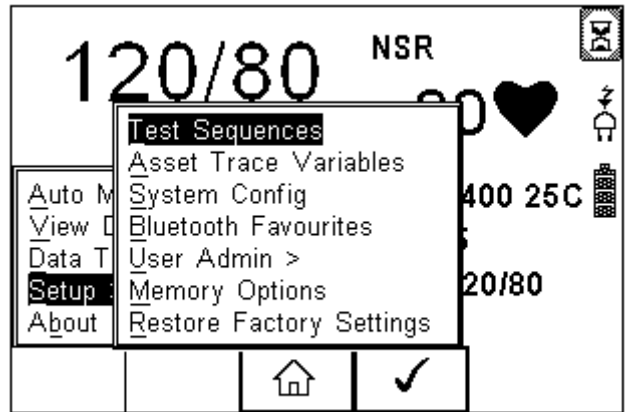 120/80
NSR
Test Sequences
Asset Trace Variables
System Config
Bluetooth Favourites
User Admin >
Memory Options
Restore Factory Settings
Auto M
View
Data T
Setup
About
400 25C
20/80